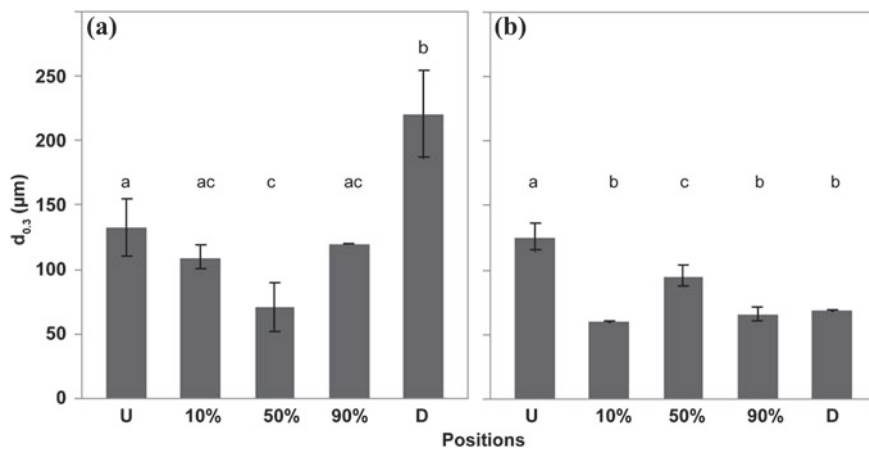 (a)
(b)
b
250
200
a ac c ac
a b c b b
150
d0.3 (µm)
100
50
0
U 10% 50% 90% D
U 10% 50% 90% D
Positions